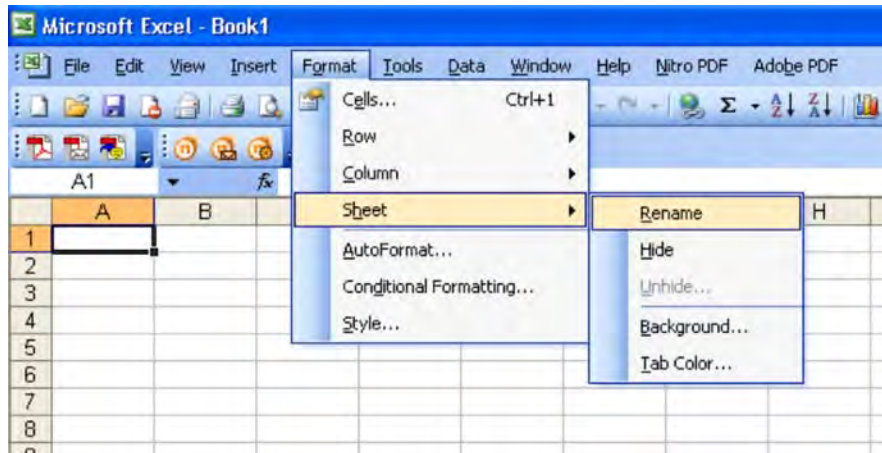 Microsoft Excel - Book1
File Edit View Insert Format Tools Data Window Help Nitro PDF Adobe PDF
Cells... Ctrl+1
Row
Column
Sheet
AutoFormat...
Conditional Formatting...
Style...
Rename
Hide
Unhide...
Background...
Tab Color...
A1 fx
A B H
1
2
3
4
5
6
7
8